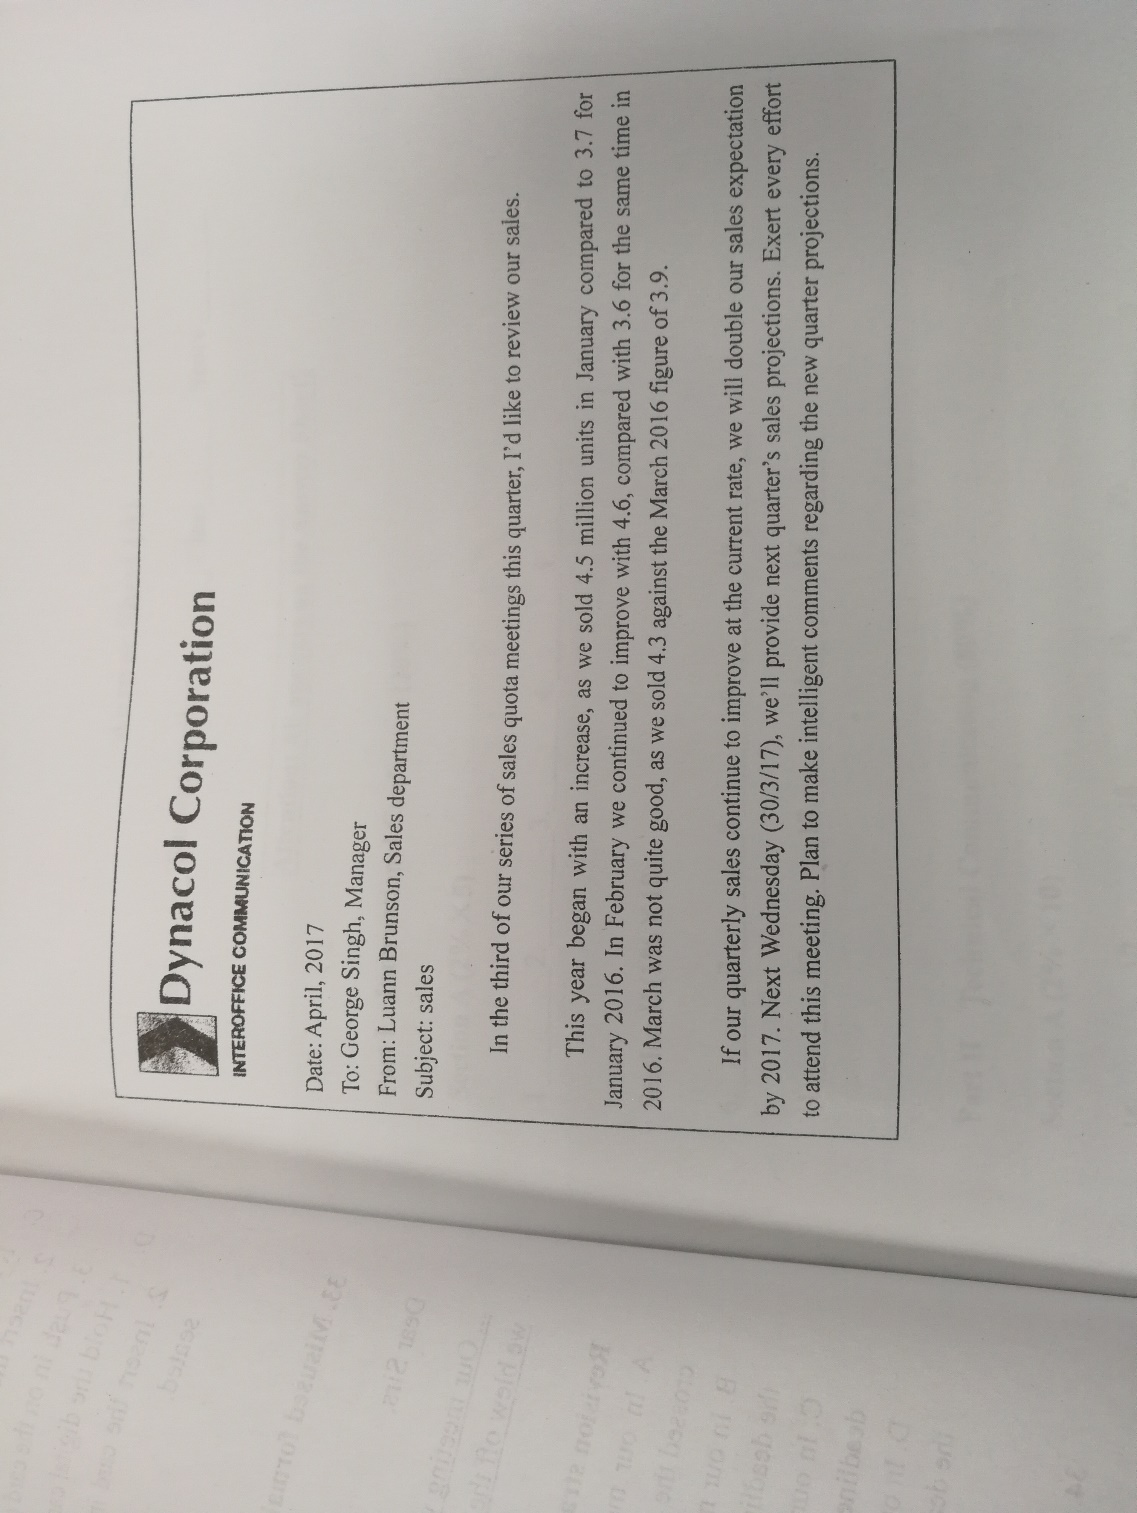 Dynacol Corporation
INTEROFFICE COMMUNICATION
Date: April, 2017
To: George Singh, Manager
From: Luann Brunson, Sales department
Subject: sales
In the third of our series of sales quota meetings this quarter, I'd like to review our sales.
This year began with an increase, as we sold 4.5 million units in January compared to 3.7 for
January 2016. In February we continued to improve with 4.6, compared with 3.6 for the same time in
2016. March was not quite good, as we sold 4.3 against the March 2016 figure of 3.9.
If our quarterly sales continue to improve at the current rate, we will double our sales expectation
by 2017. Next Wednesday (30/3/17), we'll provide next quarter's sales projections. Exert every effort
to attend this meeting. Plan to make intelligent comments regarding the new quarter projections.